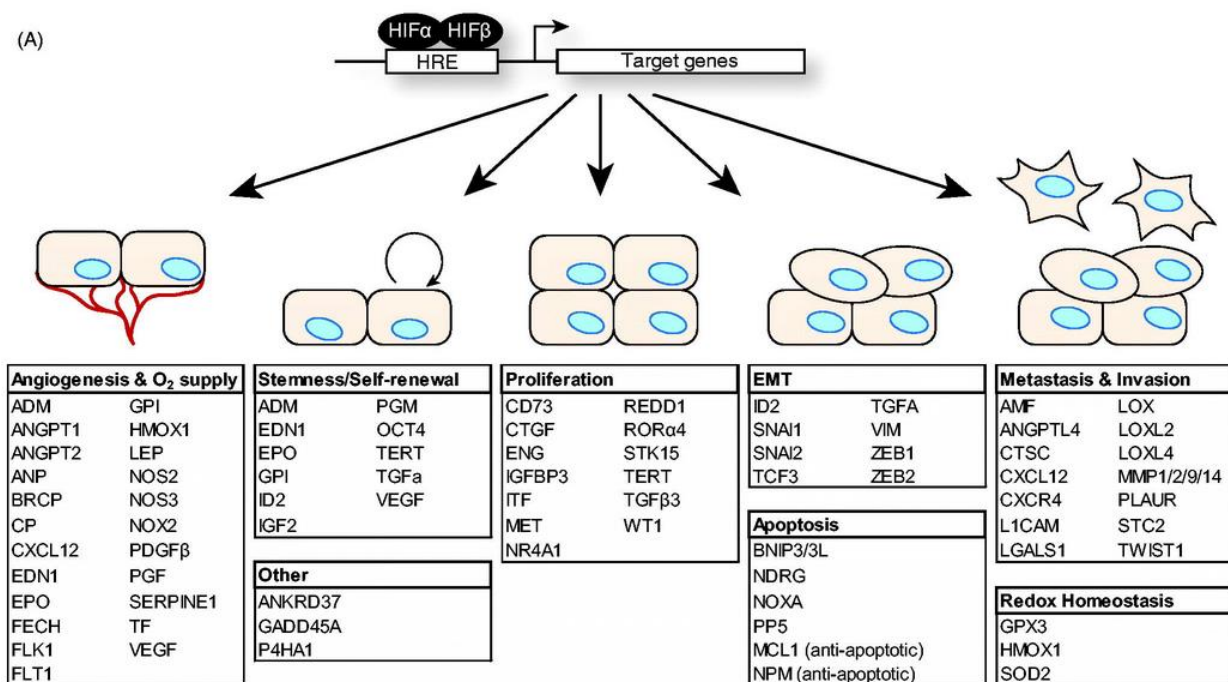 (A)
HIFα HIFβ
HRE
Target genes
Angiogenesis & O₂ supply
ADM GPI
ANGPT1 HMOX1
ANGPT2 LEP
ANP NOS2
BRCP NOS3
CP NOX2
CXCL12 PDGFβ
EDN1 PGF
EPO SERPINE1
FECH TF
FLK1 VEGF
FLT1
Stemness/Self-renewal
ADM PGM
EDN1 OCT4
EPO TERT
GPI TGFa
ID2 VEGF
IGF2
Other
ANKRD37
GADD45A
P4HA1
Proliferation
CD73 REDD1
CTGF RORα4
ENG STK15
IGFBP3 TERT
ITF TGFβ3
MET WT1
NR4A1
EMT
ID2 TGFA
SNAI1 VIM
SNAI2 ZEB1
TCF3 ZEB2
Apoptosis
BNIP3/3L
NDRG
NOXA
PP5
MCL1 (anti-apoptotic)
NPM (anti-apoptotic)
Metastasis & Invasion
AMF LOX
ANGPTL4 LOXL2
CTSC LOXL4
CXCL12 MMP1/2/9/14
CXCR4 PLAUR
L1CAM STC2
LGALS1 TWIST1
Redox Homeostasis
GPX3
HMOX1
SOD2